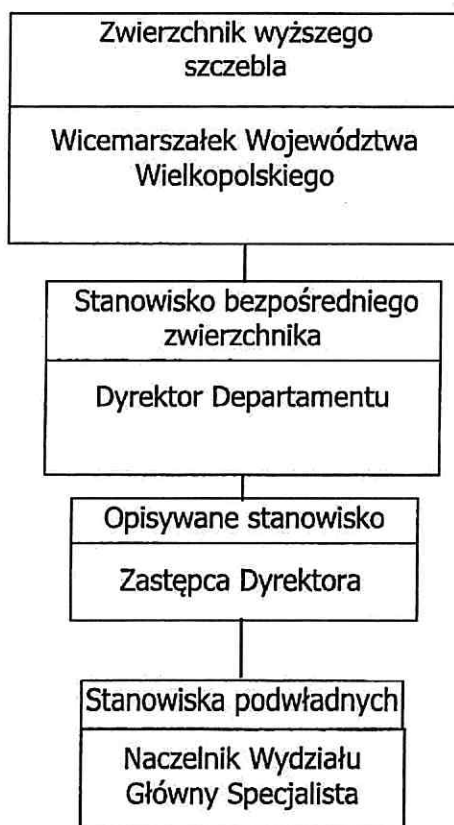 Zwierzchnik wyższego
szczebla
Wicemarszałek Województwa
Wielkopolskiego
Stanowisko bezpośredniego
zwierzchnika
Dyrektor Departamentu
Opisywane stanowisko
Zastępca Dyrektora
Stanowiska podwładnych
Naczelnik Wydziału
Główny Specjalista